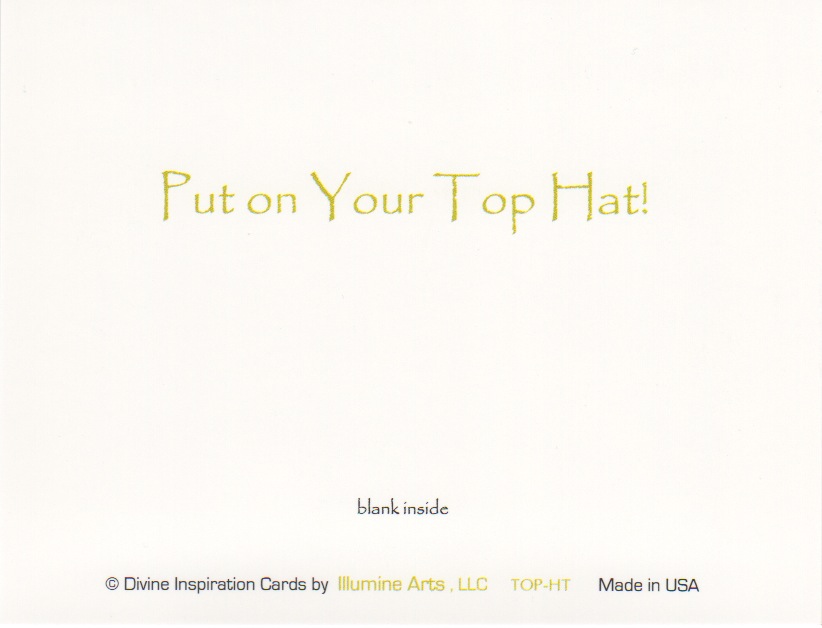 Put on Your Top Hat!
blank inside
© Divine Inspiration Cards by Illumine Arts , LLC TOP-HT Made in USA